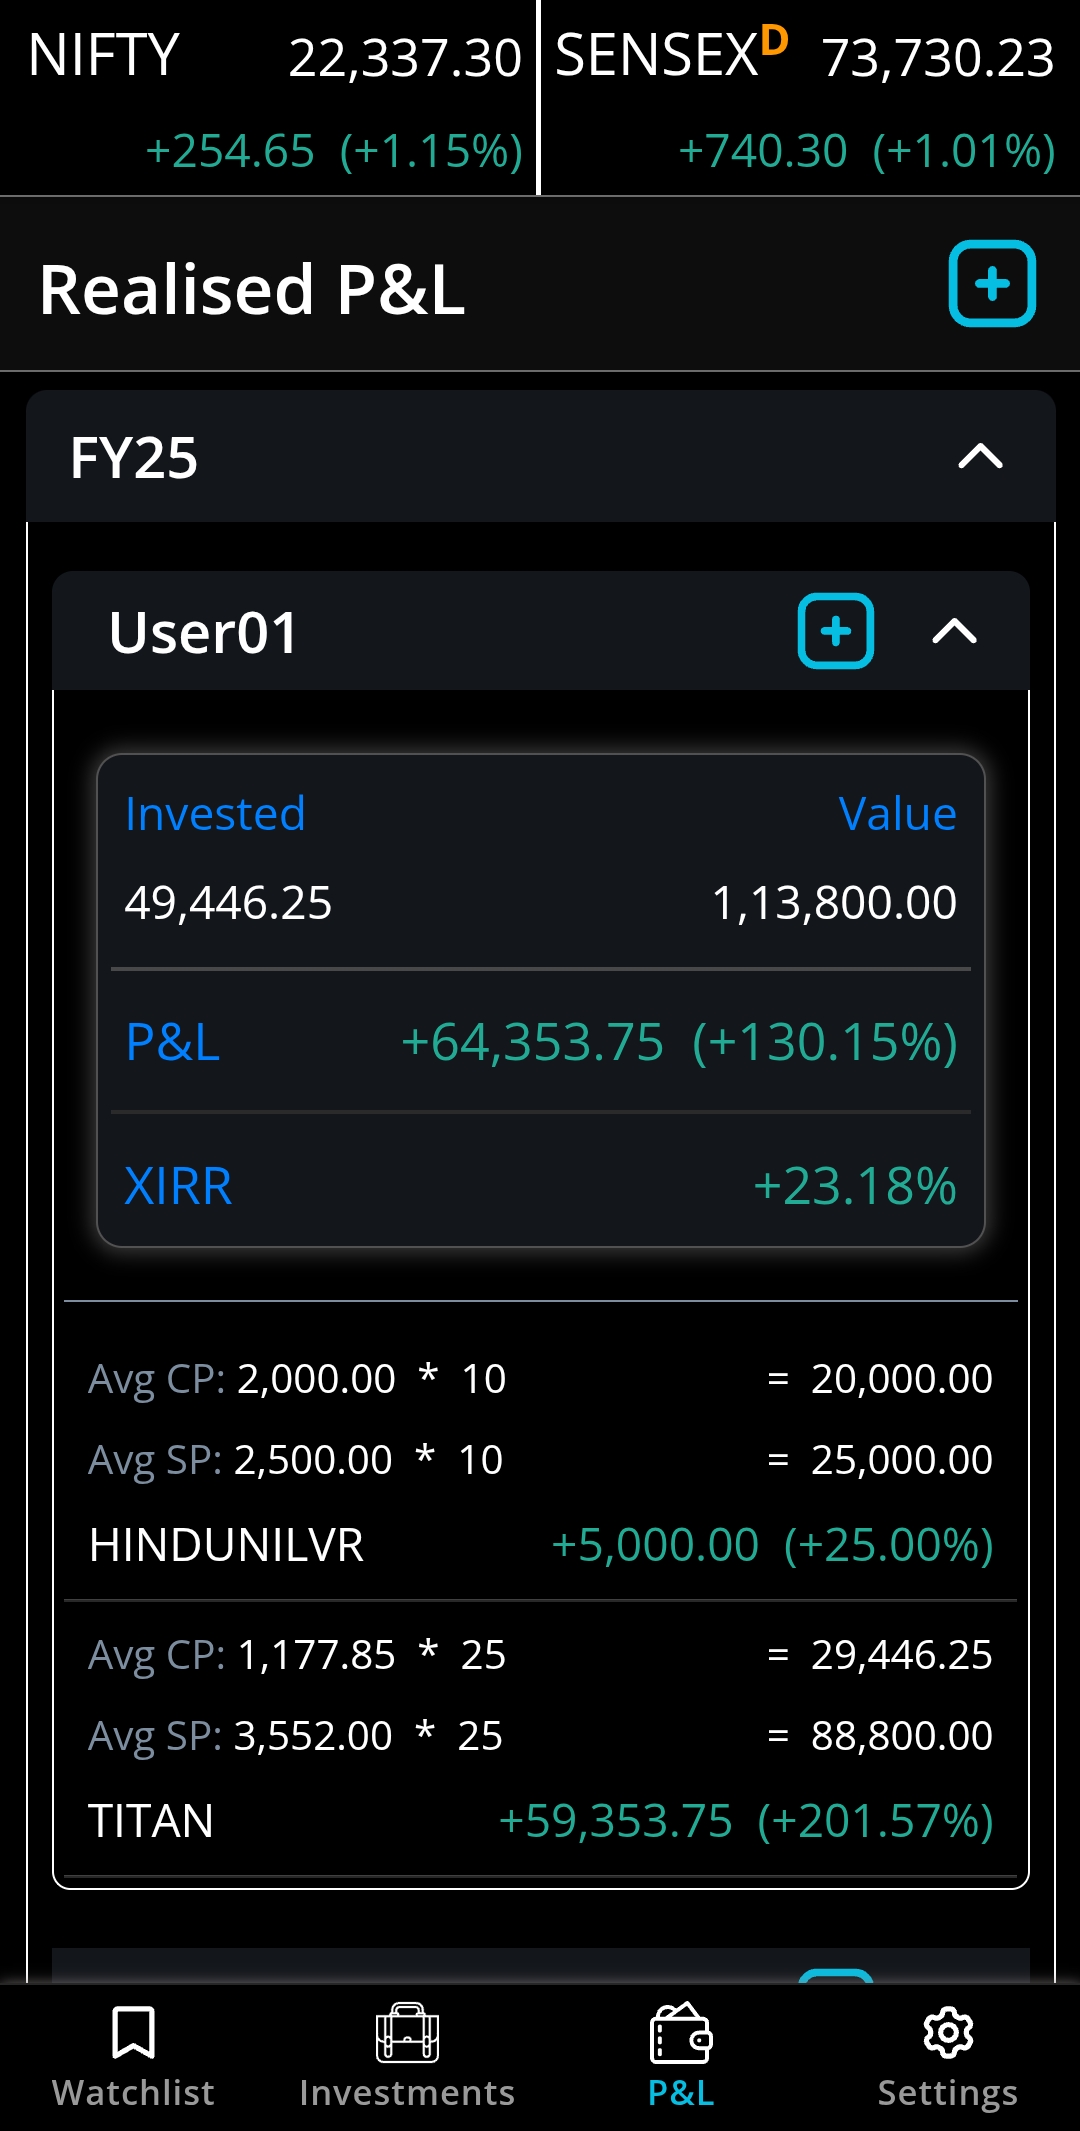 NIFTY 22,337.30
+254.65 (+1.15%)
SENSEX D 73,730.23
+740.30 (+1.01%)
Realised P&L
FY25
User01
Invested Value
49,446.25 1,13,800.00
P&L +64,353.75 (+130.15%)
XIRR +23.18%
Avg CP: 2,000.00 * 10 = 20,000.00
Avg SP: 2,500.00 * 10 = 25,000.00
HINDUNILVR +5,000.00 (+25.00%)
Avg CP: 1,177.85 * 25 = 29,446.25
Avg SP: 3,552.00 * 25 = 88,800.00
TITAN +59,353.75 (+201.57%)
Watchlist Investments P&L Settings